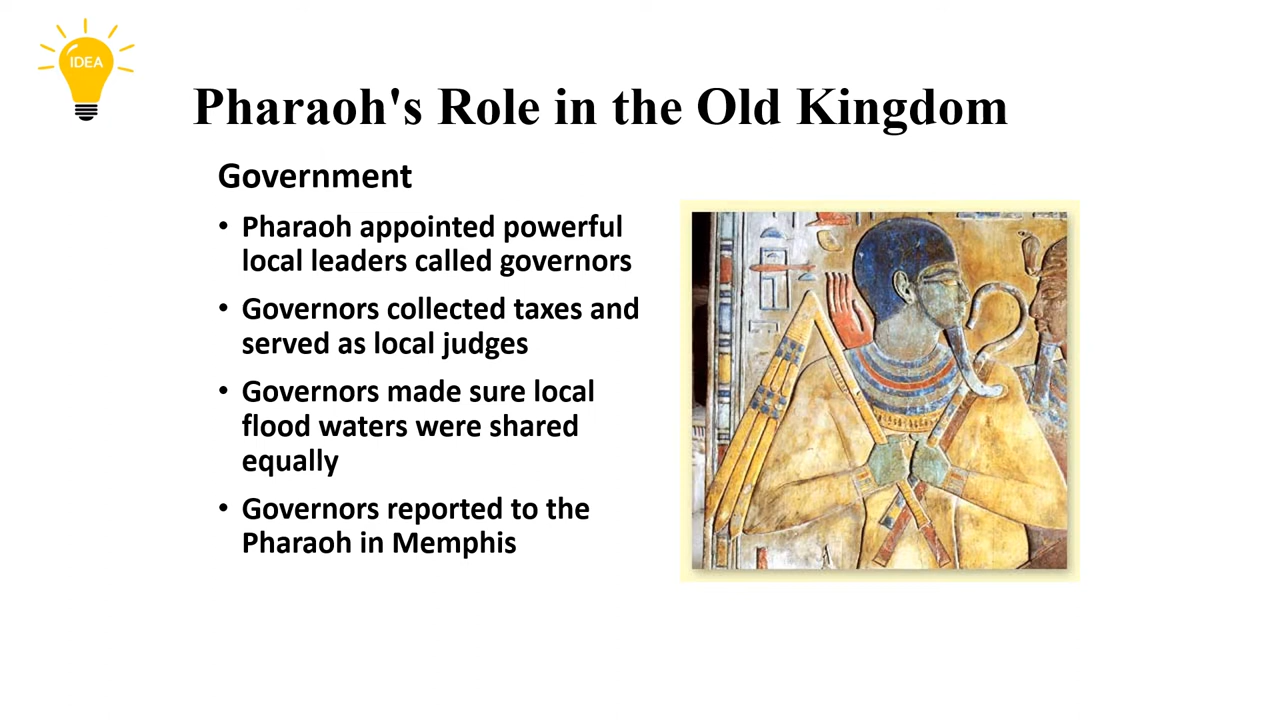 IDEA
Pharaoh's Role in the Old Kingdom
Government
• Pharaoh appointed powerful
local leaders called governors
• Governors collected taxes and
served as local judges
• Governors made sure local
flood waters were shared
equally
• Governors reported to the
Pharaoh in Memphis